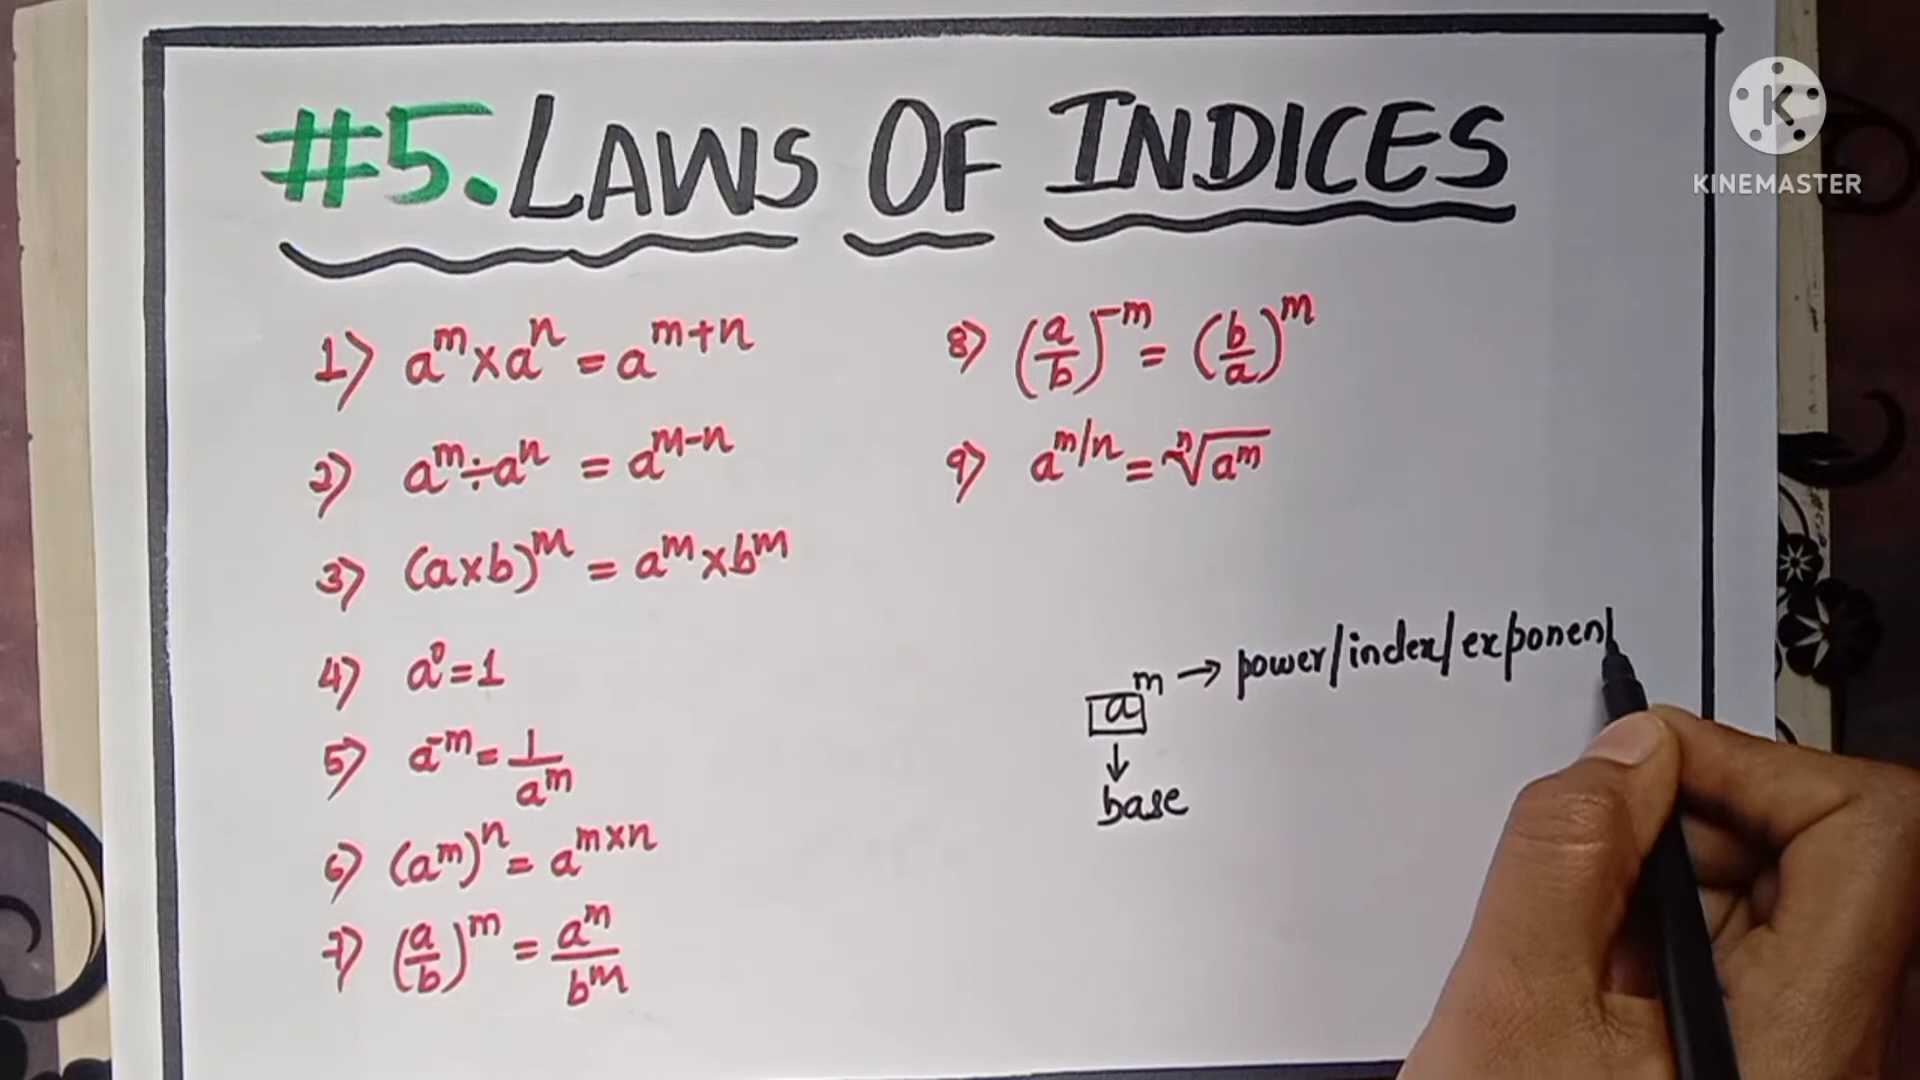 #5. LAWS OF INDICES
1) a^m × a^n = a^(m+n)
2) a^m ÷ a^n = a^(m-n)
3) (a×b)^m = a^m × b^m
4) a^0 = 1
5) a^-m = 1/a^m
6) (a^m)^n = a^(m×n)
7) (a/b)^m = a^m/b^m
8) (a/b)^-m = (b/a)^m
9) a^(m/n) = ⁿ√(a^m)
a^m → power/index/exponent
↓
base
KINEMASTER